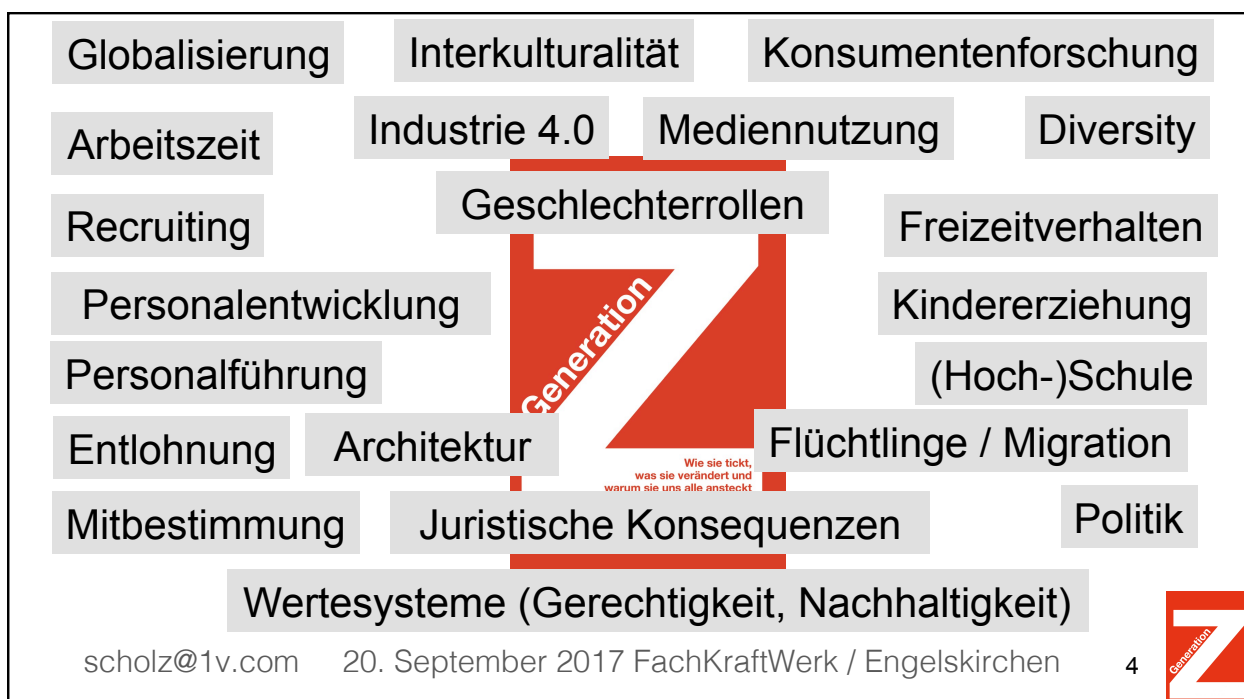 Globalisierung
Interkulturalität
Konsumentenforschung
Arbeitszeit
Industrie 4.0
Mediennutzung
Diversity
Recruiting
Geschlechterrollen
Freizeitverhalten
Personalentwicklung
Generation
Z
Kindererziehung
Personalführung
(Hoch-)Schule
Entlohnung
Architektur
Flüchtlinge / Migration
Wie sie tickt,
was sie verändert und
warum sie uns alle ansteckt
Mitbestimmung
Juristische Konsequenzen
Politik
Wertesysteme (Gerechtigkeit, Nachhaltigkeit)
scholz@1v.com 20. September 2017 FachKraftWerk / Engelskirchen 4
Generation
Z